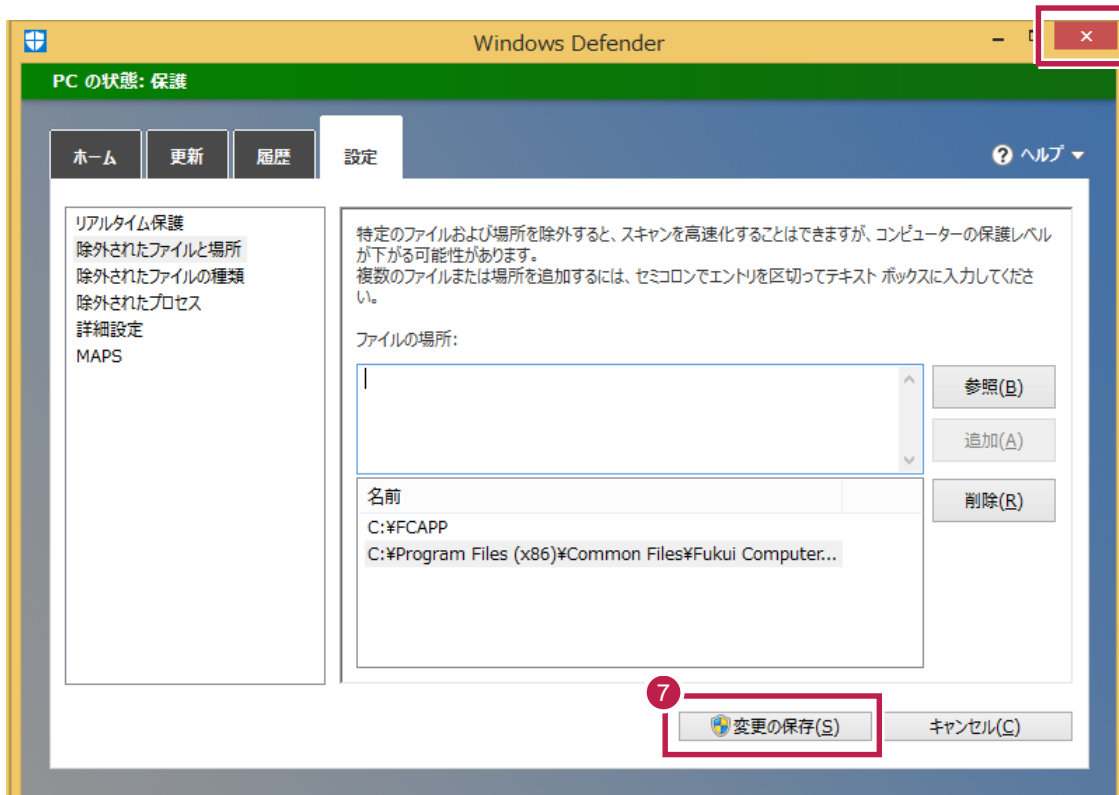 Windows Defender
PC の状態: 保護
ホーム
更新
履歴
設定
ヘルプ
リアルタイム保護
除外されたファイルと場所
除外されたファイルの種類
除外されたプロセス
詳細設定
MAPS
特定のファイルおよび場所を除外すると、スキャンを高速化することはできますが、コンピューターの保護レベル
が下がる可能性があります。
複数のファイルまたは場所を追加するには、セミコロンでエントリを区切ってテキスト ボックスに入力してくださ
い。
ファイルの場所:
参照(B)
追加(A)
名前
削除(R)
C:¥FCAPP
C:¥Program Files (x86)¥Common Files¥Fukui Computer...
7
変更の保存(S)
キャンセル(C)